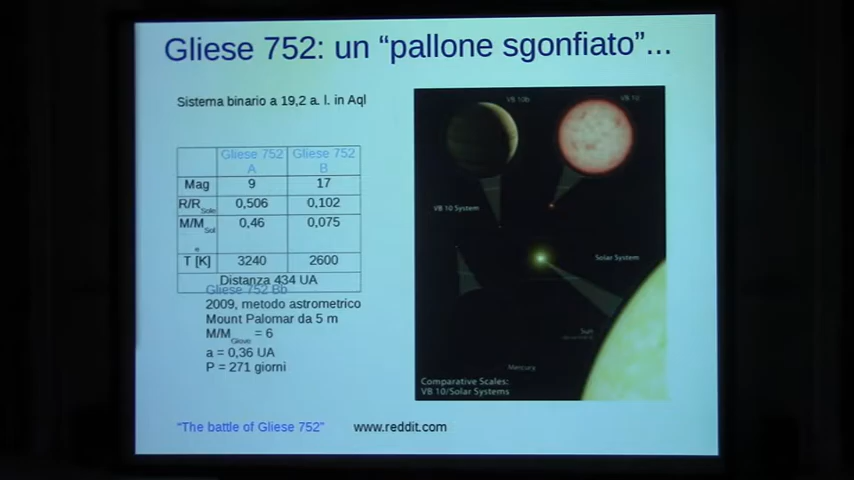 Gliese 752: un “pallone sgonfiato”...
Sistema binario a 19,2 a. l. in Aql
Gliese 752 A Gliese 752 B
Mag 9 17
R/R Sole 0,506 0,102
M/M Sol e 0,46 0,075
T [K] 3240 2600
Distanza 434 UA
Gliese 752 Bb
2009, metodo astrometrico
Mount Palomar da 5 m
M/M Giove = 6
a = 0,36 UA
P = 271 giorni
VB 10b
VB 10
VB 10 System
Solar System
Sun
Mercury
Comparative Scales:
VB 10/Solar Systems
“The battle of Gliese 752” www.reddit.com